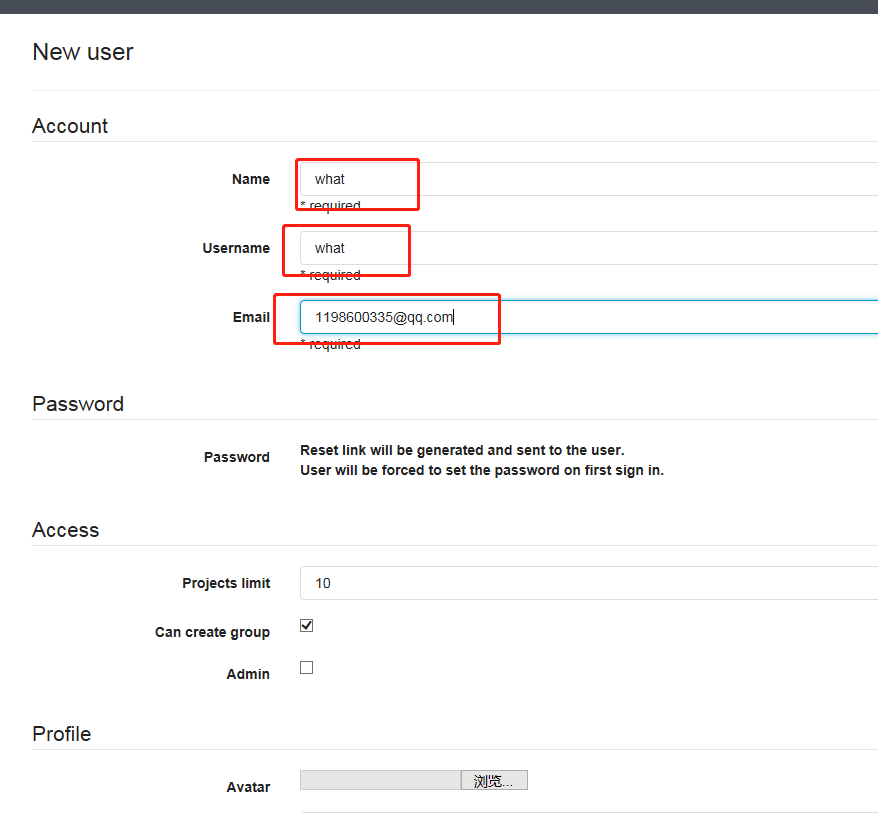 New user
Account
Name what
* required
Username what
* required
Email 1198600335@qq.com
* required
Password
Password Reset link will be generated and sent to the user.
User will be forced to set the password on first sign in.
Access
Projects limit 10
Can create group
Admin
Profile
Avatar 浏览...